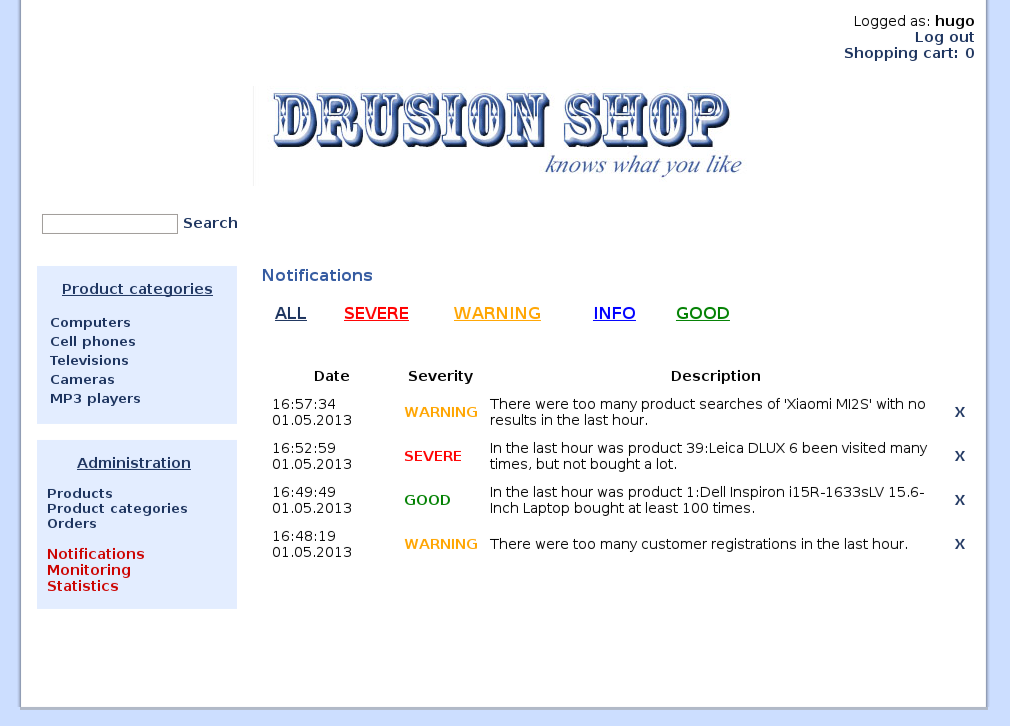 Logged as: hugo
Log out
Shopping cart: 0
DRUSION SHOP
knows what you like
Search
Product categories
Computers
Cell phones
Televisions
Cameras
MP3 players
Administration
Products
Product categories
Orders
Notifications
Monitoring
Statistics
Notifications
ALL SEVERE WARNING INFO GOOD
Date Severity Description
16:57:34
01.05.2013
WARNING
There were too many product searches of 'Xiaomi MI2S' with no
results in the last hour.
X
16:52:59
01.05.2013
SEVERE
In the last hour was product 39:Leica DLUX 6 been visited many
times, but not bought a lot.
X
16:49:49
01.05.2013
GOOD
In the last hour was product 1:Dell Inspiron i15R-1633sLV 15.6-
Inch Laptop bought at least 100 times.
X
16:48:19
01.05.2013
WARNING
There were too many customer registrations in the last hour.
X